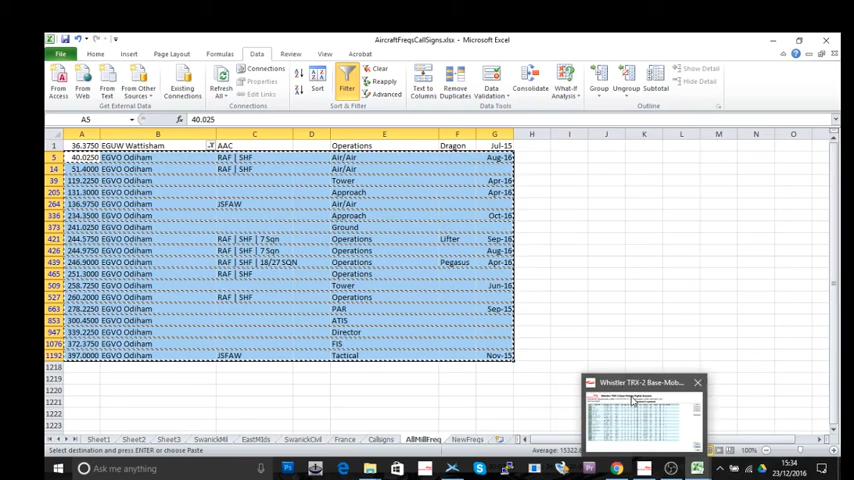 AircraftFreqsCallSigns.xlsx - Microsoft Excel
File Home Insert Page Layout Formulas Data Review View Acrobat
From Access From Web From Text From Other Sources Existing Connections Refresh All Connections Properties Edit Links Sort Filter Clear Reapply Advanced Text to Columns Remove Duplicates Data Validation Consolidate What-If Analysis Group Ungroup Subtotal Show Detail Hide Detail
Get External Data Connections Sort & Filter Data Tools Outline
A5 fx 40.025
A B C D E F G H I J K L M N O
1 36.3750 EGUW Wattisham AAC Operations Dragon Jul-15
5 40.0250 EGVO Odiham RAF | SHF Air/Air Aug-16
14 51.4000 EGVO Odiham RAF | SHF Air/Air
39 113.2250 EGVO Odiham Tower Apr-16
205 131.3000 EGVO Odiham Approach Apr-16
264 136.9750 EGVO Odiham JSFAW Air/Air
336 234.3500 EGVO Odiham Approach Oct-16
373 241.0250 EGVO Odiham Ground
421 244.5750 EGVO Odiham RAF | SHF | 7 Sqn Operations Lifter Sep-16
426 244.9750 EGVO Odiham RAF | SHF | 7 Sqn Operations Aug-16
439 246.9000 EGVO Odiham RAF | SHF | 18/27 SQN Operations Pegasus Apr-16
465 251.3000 EGVO Odiham RAF | SHF Operations
509 258.7250 EGVO Odiham Tower Jun-16
527 260.2000 EGVO Odiham RAF | SHF Operations
663 278.2250 EGVO Odiham PAR Sep-15
853 300.4500 EGVO Odiham ATIS
947 339.2250 EGVO Odiham Director
1076 372.3750 EGVO Odiham FIS
1192 397.0000 EGVO Odiham JSFAW Tactical Nov-15
1218
1219
1220
1221
1222
1223
Whistler TRX-2 Base-Mob...
Sheet1 Sheet2 Sheet3 SwanickMil EastMids SwanickCivil France Callsigns AllMilFreq NewFreqs
Select destination and press ENTER or choose Paste Average: 15322.8 100%
Ask me anything 15:34
23/12/2016